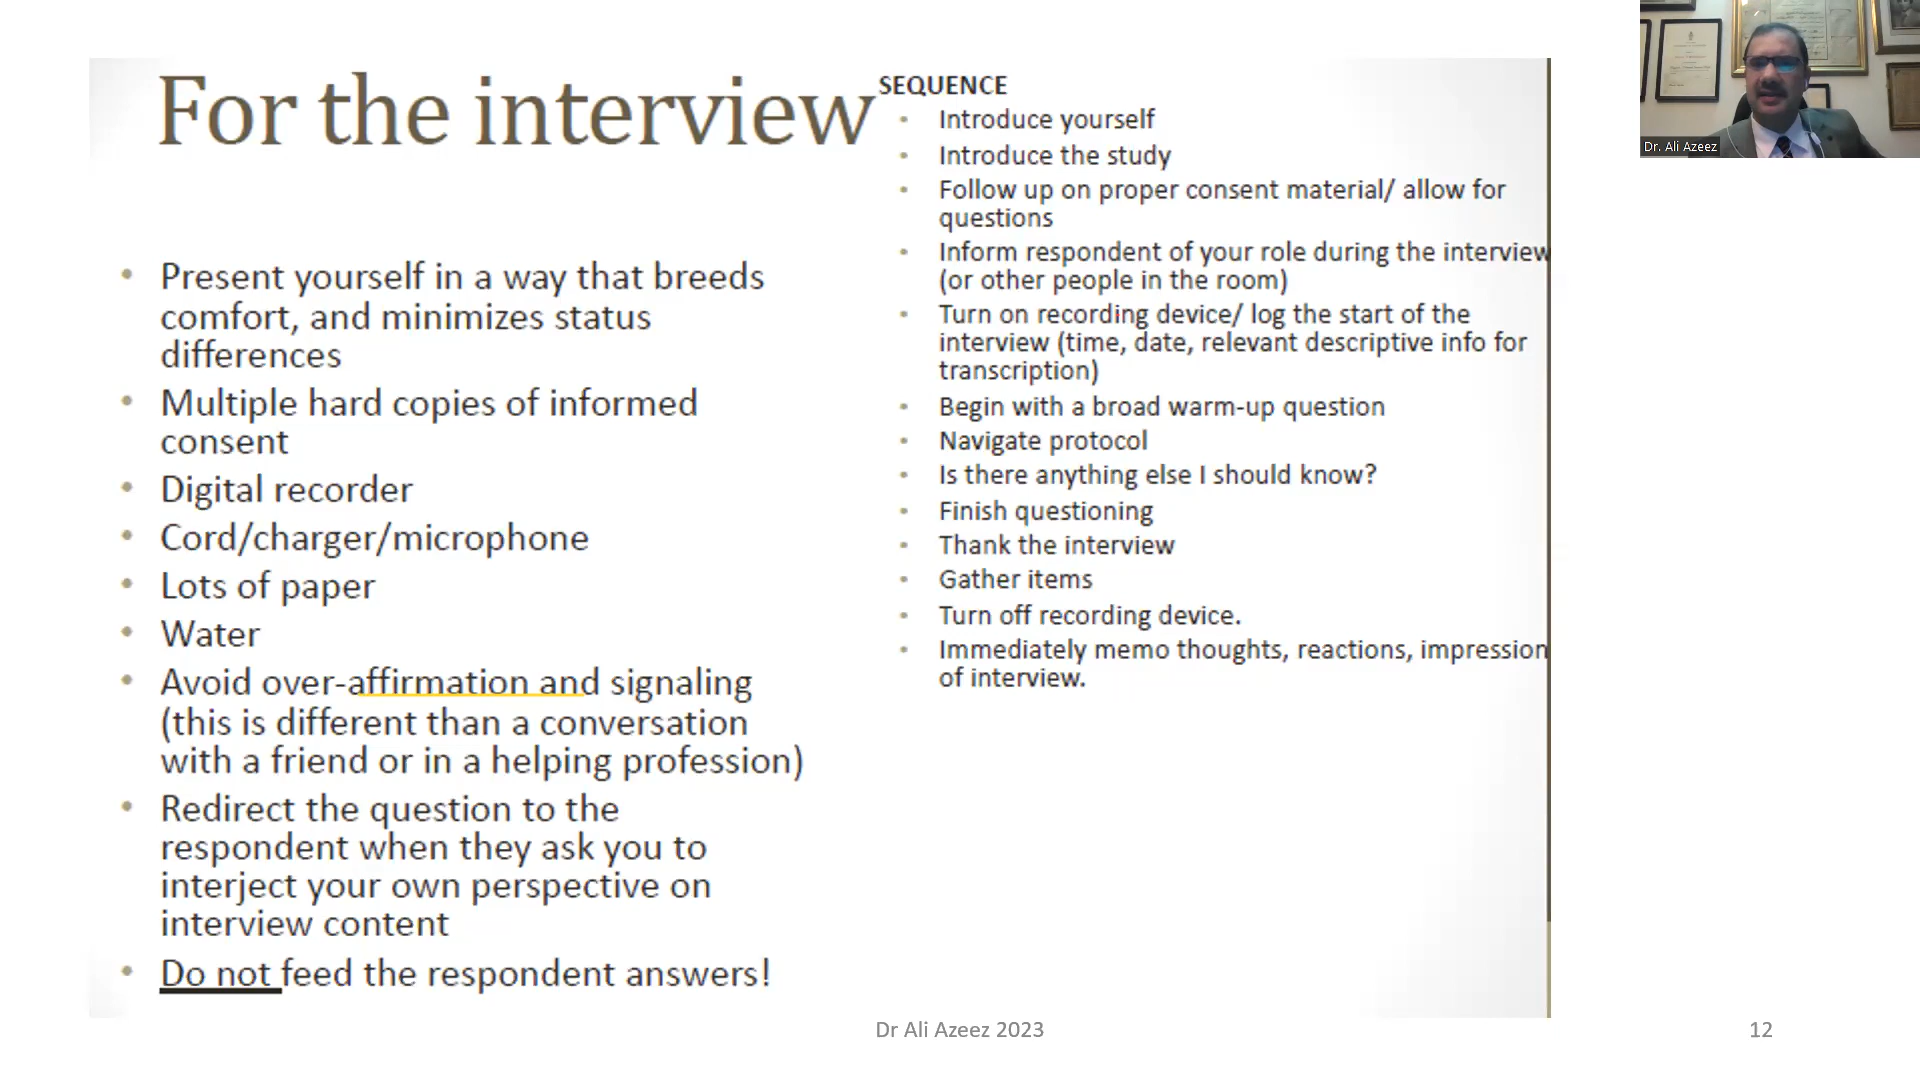 For the interview
• Present yourself in a way that breeds
comfort, and minimizes status
differences
• Multiple hard copies of informed
consent
• Digital recorder
• Cord/charger/microphone
• Lots of paper
• Water
• Avoid over-affirmation and signaling
(this is different than a conversation
with a friend or in a helping profession)
• Redirect the question to the
respondent when they ask you to
interject your own perspective on
interview content
• Do not feed the respondent answers!
SEQUENCE
• Introduce yourself
• Introduce the study
• Follow up on proper consent material/ allow for
questions
• Inform respondent of your role during the interview
(or other people in the room)
• Turn on recording device/ log the start of the
interview (time, date, relevant descriptive info for
transcription)
• Begin with a broad warm-up question
• Navigate protocol
• Is there anything else I should know?
• Finish questioning
• Thank the interview
• Gather items
• Turn off recording device.
• Immediately memo thoughts, reactions, impression
of interview.
Dr. Ali Azeez
Dr Ali Azeez 2023
12